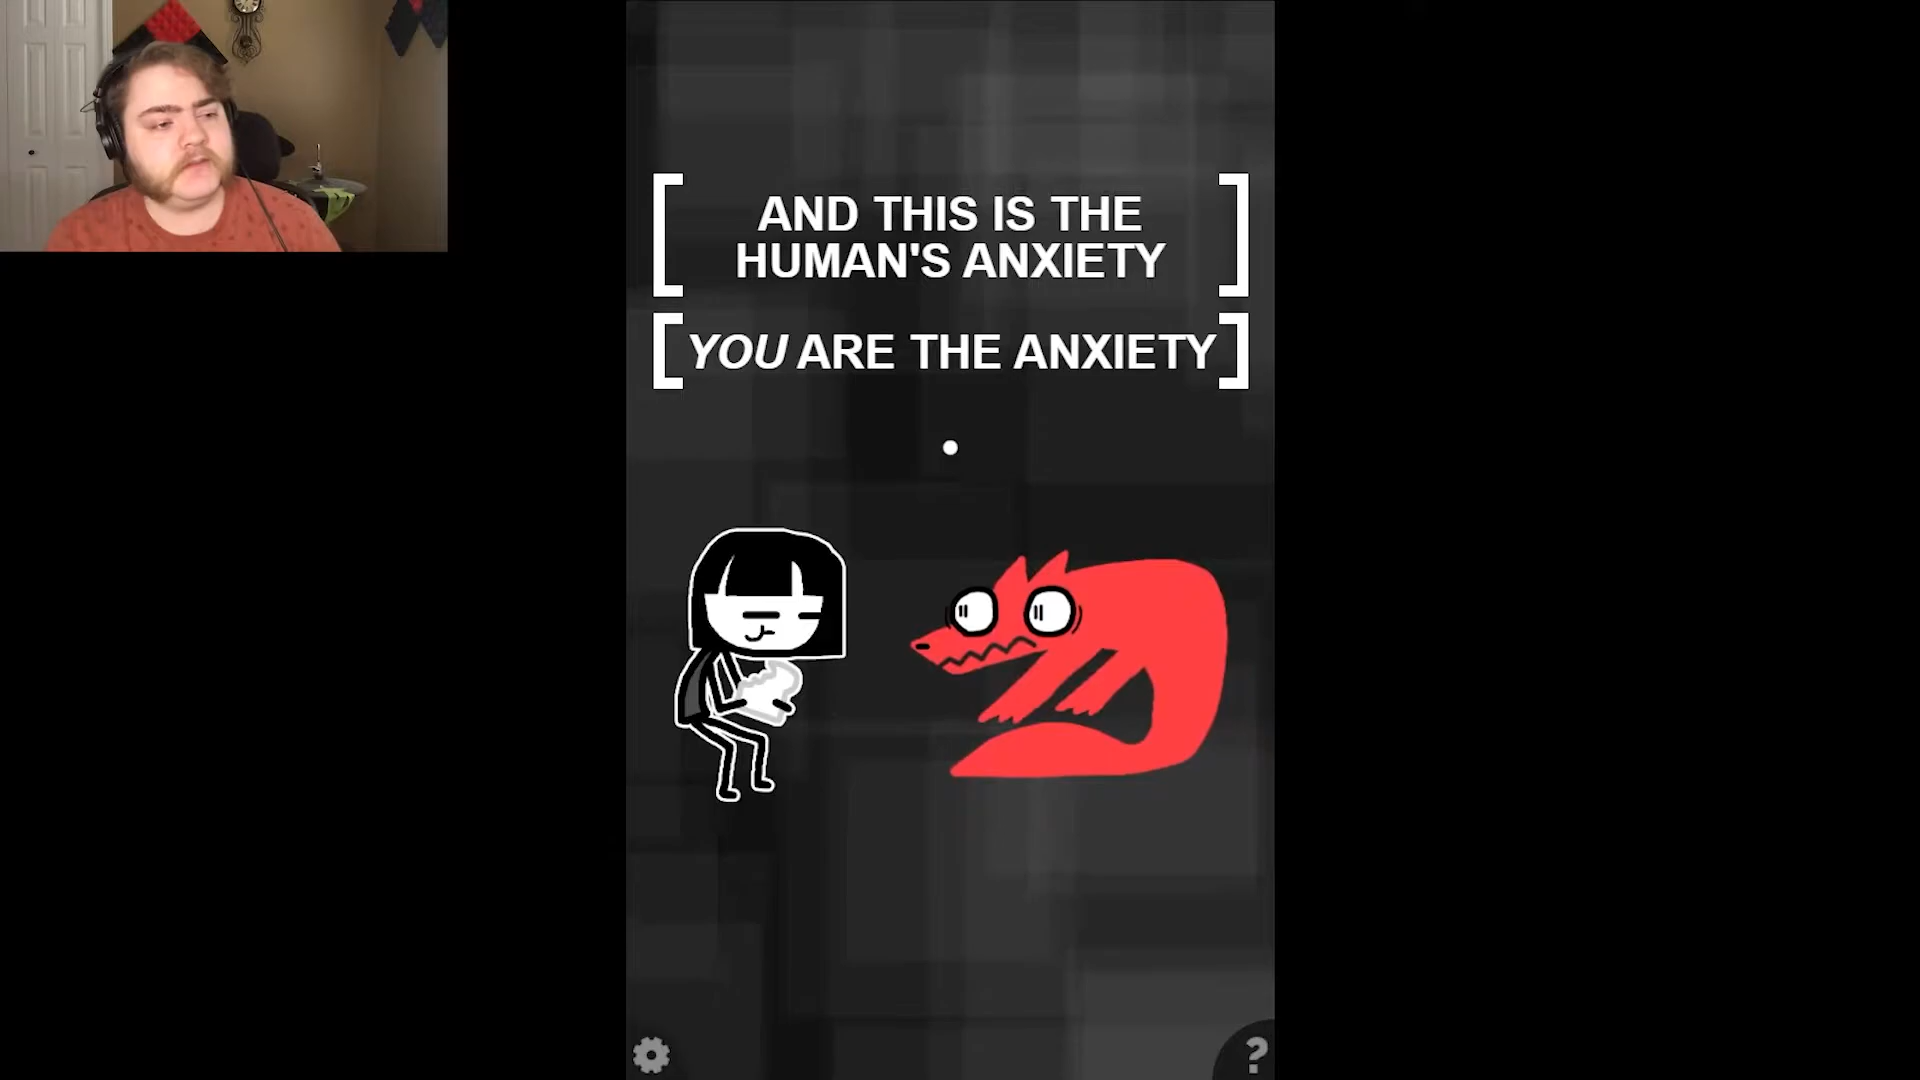 AND THIS IS THE
HUMAN'S ANXIETY
YOU ARE THE ANXIETY
?